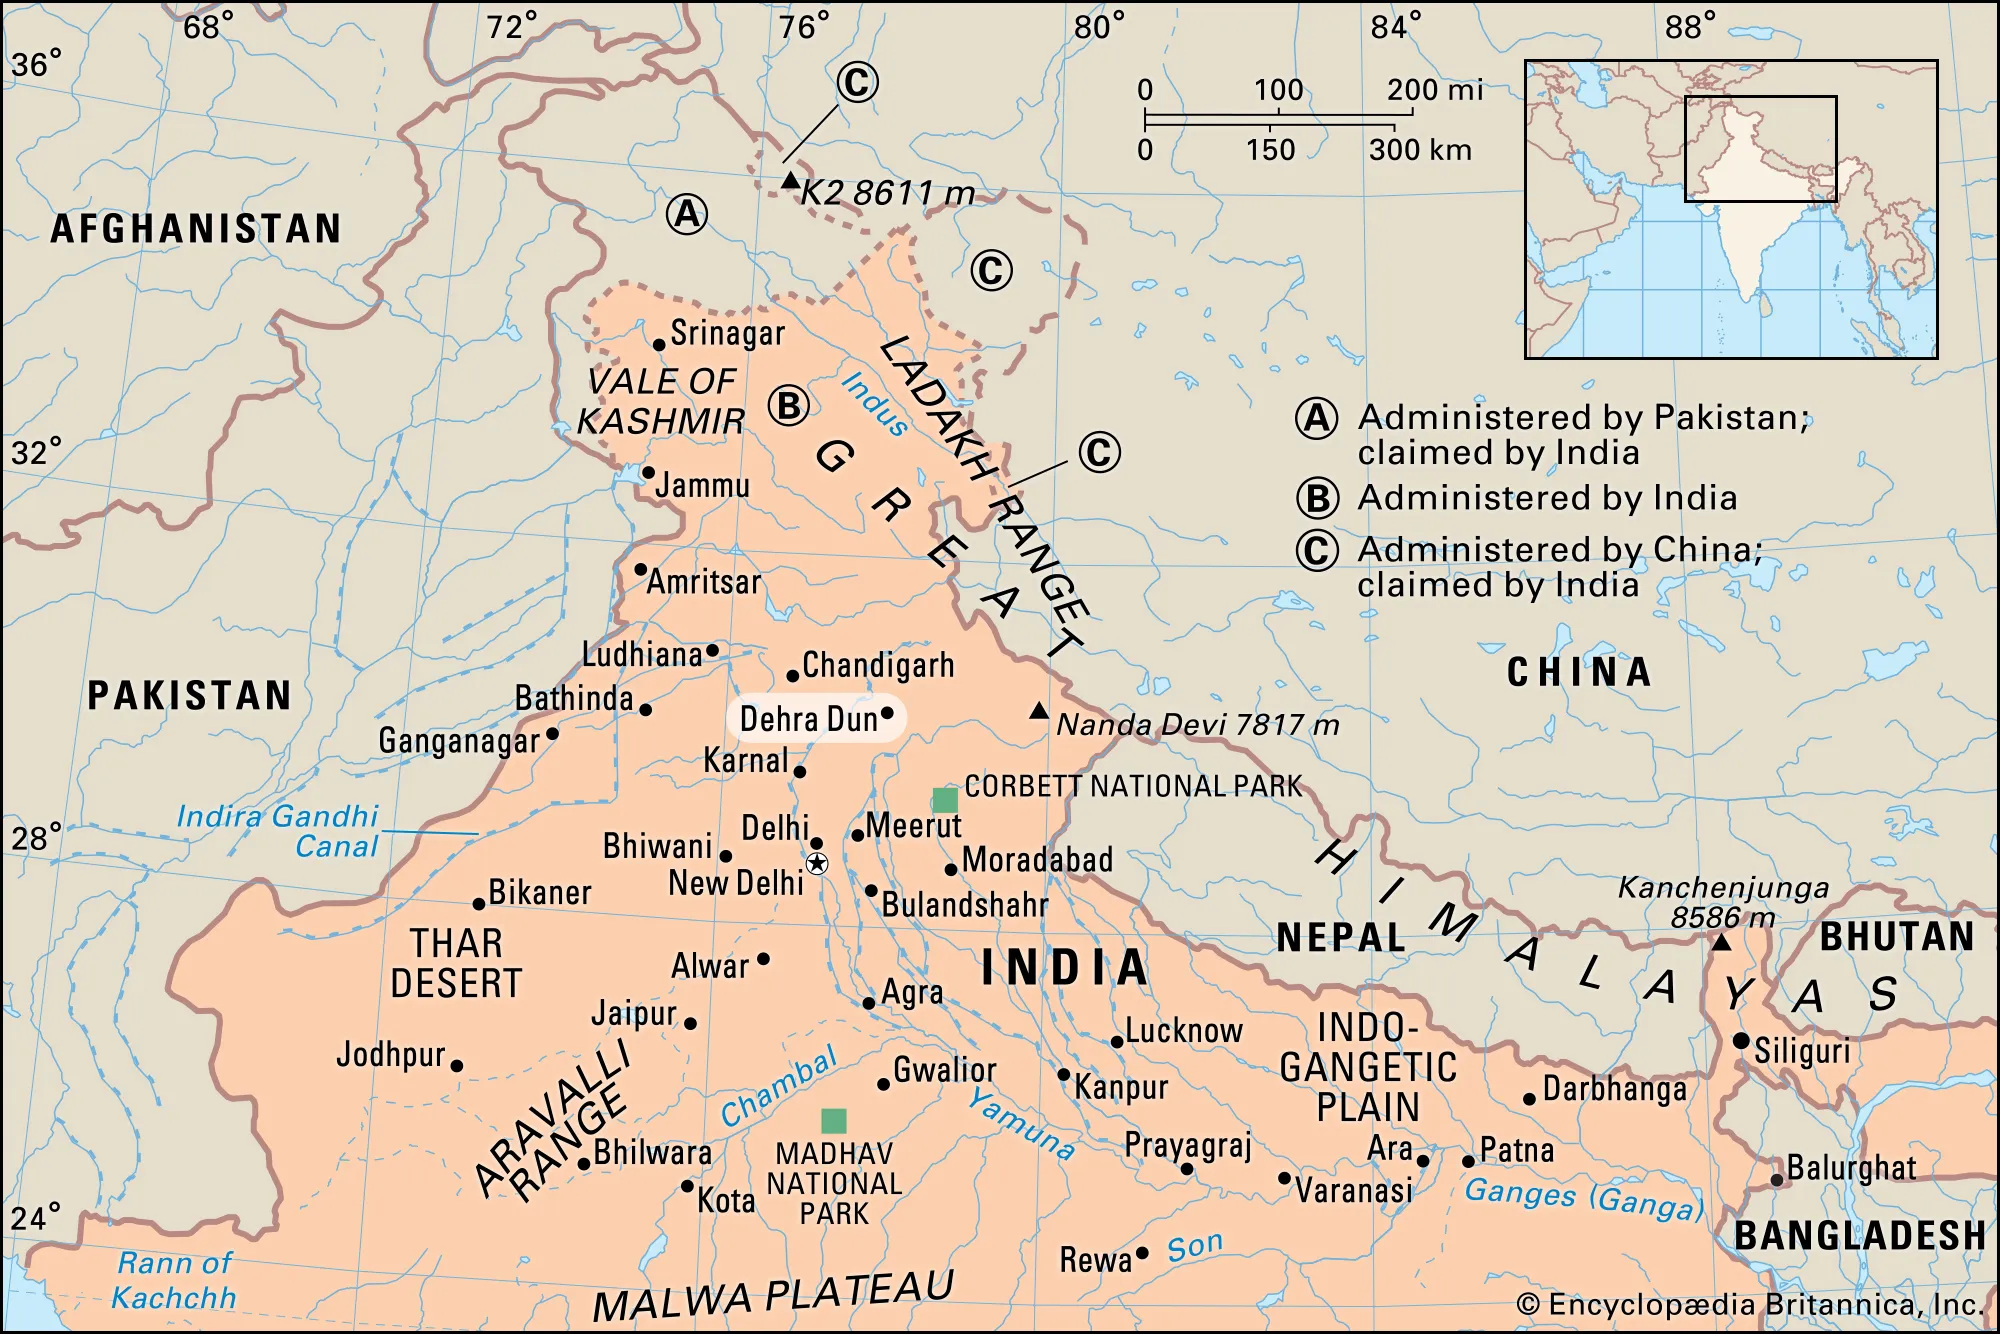 68°
72°
76°
80°
84°
88°
36°
32°
28°
24°
0 100 200 mi
0 150 300 km
C
K2 8611 m
A
C
AFGHANISTAN
Srinagar
VALE OF
KASHMIR
B
Indus
LADAKH RANGE
C
Jammu
GREAT
A Administered by Pakistan;
claimed by India
B Administered by India
C Administered by China;
claimed by India
Amritsar
Ludhiana
Chandigarh
CHINA
PAKISTAN
Bathinda
Dehra Dun
Nanda Devi 7817 m
Ganganagar
Karnal
CORBETT NATIONAL PARK
Indira Gandhi
Canal
Delhi
Meerut
Bhiwani
Moradabad
New Delhi
Bulandshahr
HIMALAYAS
Kanchenjunga
8586 m
Bikaner
THAR
DESERT
NEPAL
BHUTAN
INDIA
Alwar
Agra
Jaipur
Lucknow
INDO-
GANGETIC
PLAIN
Siliguri
Jodhpur
ARAVALLI
RANGE
Chambal
Gwalior
Yamuna
Kanpur
Darbhanga
Bhilwara
MADHAV
NATIONAL
PARK
Prayagraj
Ara
Patna
Balurghat
Kota
Varanasi
Ganges (Ganga)
BANGLADESH
Rann of
Kachchh
Rewa
Son
MALWA PLATEAU
© Encyclopædia Britannica, Inc.